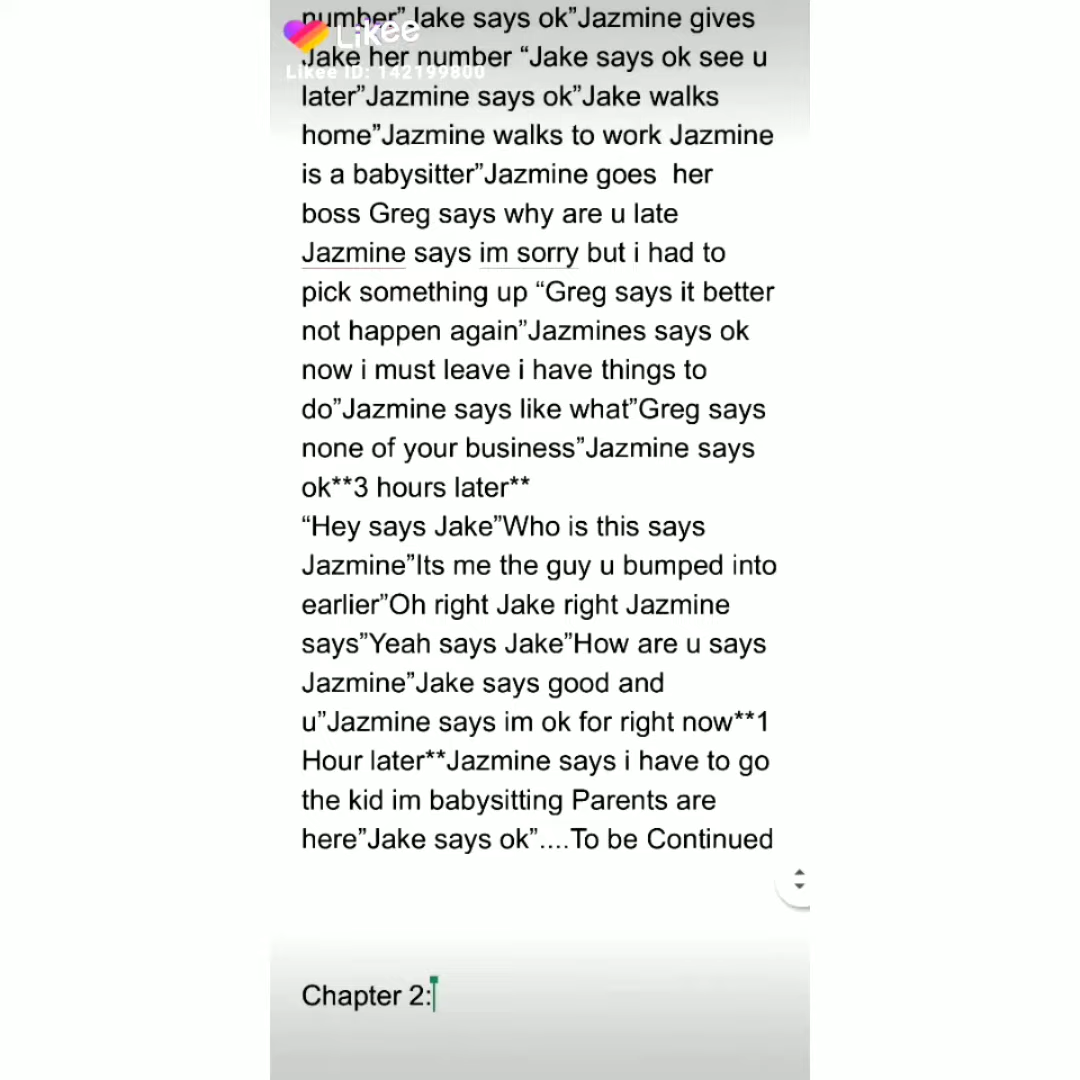 number”Jake says ok”Jazmine gives
Likee
Jake her number “Jake says ok see u
Likee ID: 142199800
later”Jazmine says ok”Jake walks
home”Jazmine walks to work Jazmine
is a babysitter”Jazmine goes  her
boss Greg says why are u late
Jazmine says im sorry but i had to
pick something up “Greg says it better
not happen again”Jazmines says ok
now i must leave i have things to
do”Jazmine says like what”Greg says
none of your business”Jazmine says
ok**3 hours later**
“Hey says Jake”Who is this says
Jazmine”Its me the guy u bumped into
earlier”Oh right Jake right Jazmine
says”Yeah says Jake”How are u says
Jazmine”Jake says good and
u”Jazmine says im ok for right now**1
Hour later**Jazmine says i have to go
the kid im babysitting Parents are
here”Jake says ok”....To be Continued
Chapter 2: